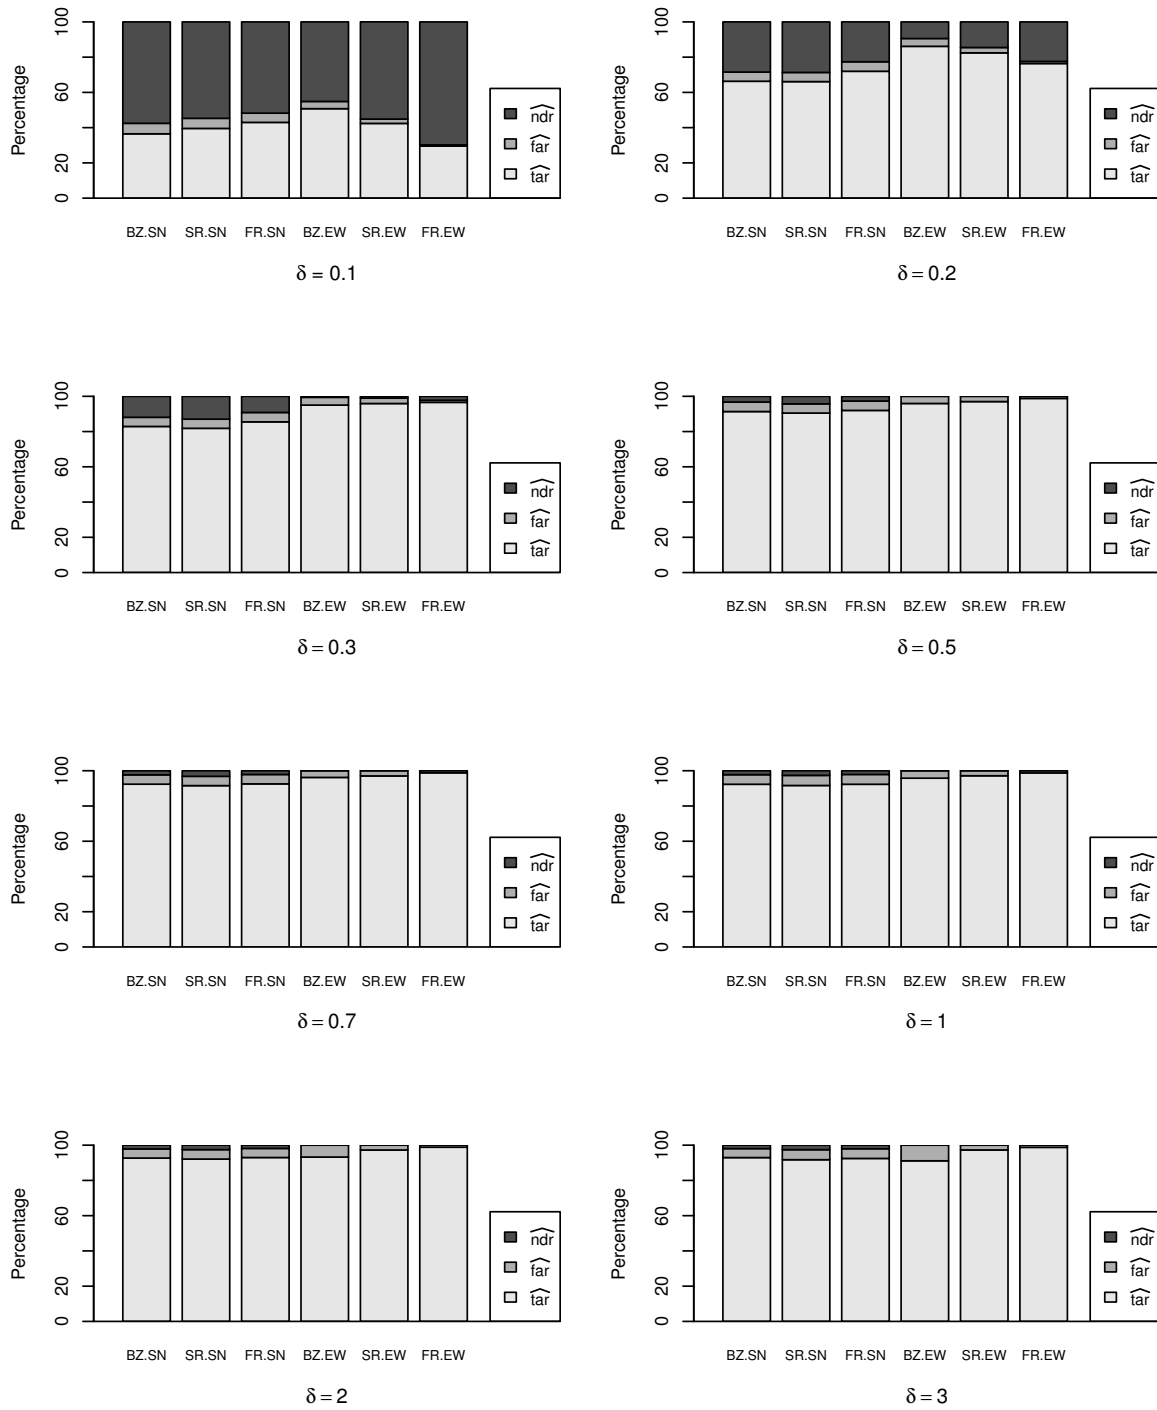 Percentage
0 20 60 100
BZ.SN SR.SN FR.SN BZ.EW SR.EW FR.EW
ndr
far
tar
δ = 0.1
Percentage
0 20 60 100
BZ.SN SR.SN FR.SN BZ.EW SR.EW FR.EW
ndr
far
tar
δ = 0.2
Percentage
0 20 60 100
BZ.SN SR.SN FR.SN BZ.EW SR.EW FR.EW
ndr
far
tar
δ = 0.3
Percentage
0 20 60 100
BZ.SN SR.SN FR.SN BZ.EW SR.EW FR.EW
ndr
far
tar
δ = 0.5
Percentage
0 20 60 100
BZ.SN SR.SN FR.SN BZ.EW SR.EW FR.EW
ndr
far
tar
δ = 0.7
Percentage
0 20 60 100
BZ.SN SR.SN FR.SN BZ.EW SR.EW FR.EW
ndr
far
tar
δ = 1
Percentage
0 20 60 100
BZ.SN SR.SN FR.SN BZ.EW SR.EW FR.EW
ndr
far
tar
δ = 2
Percentage
0 20 60 100
BZ.SN SR.SN FR.SN BZ.EW SR.EW FR.EW
ndr
far
tar
δ = 3